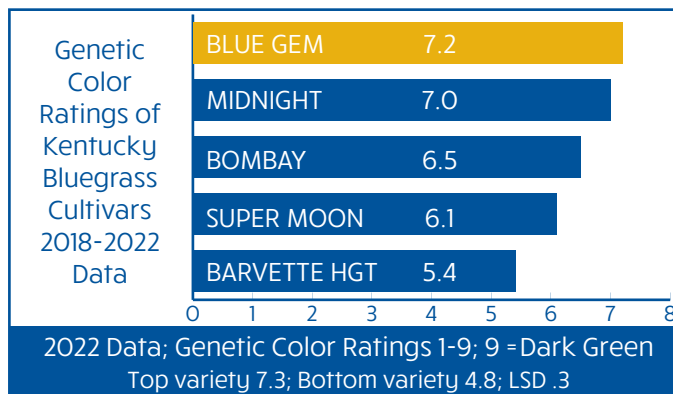 Genetic
Color
Ratings of
Kentucky
Bluegrass
Cultivars
2018-2022
Data
BLUE GEM 7.2
MIDNIGHT 7.0
BOMBAY 6.5
SUPER MOON 6.1
BARVETTE HGT 5.4
0 1 2 3 4 5 6 7 8
2022 Data; Genetic Color Ratings 1-9; 9 = Dark Green
Top variety 7.3; Bottom variety 4.8; LSD .3